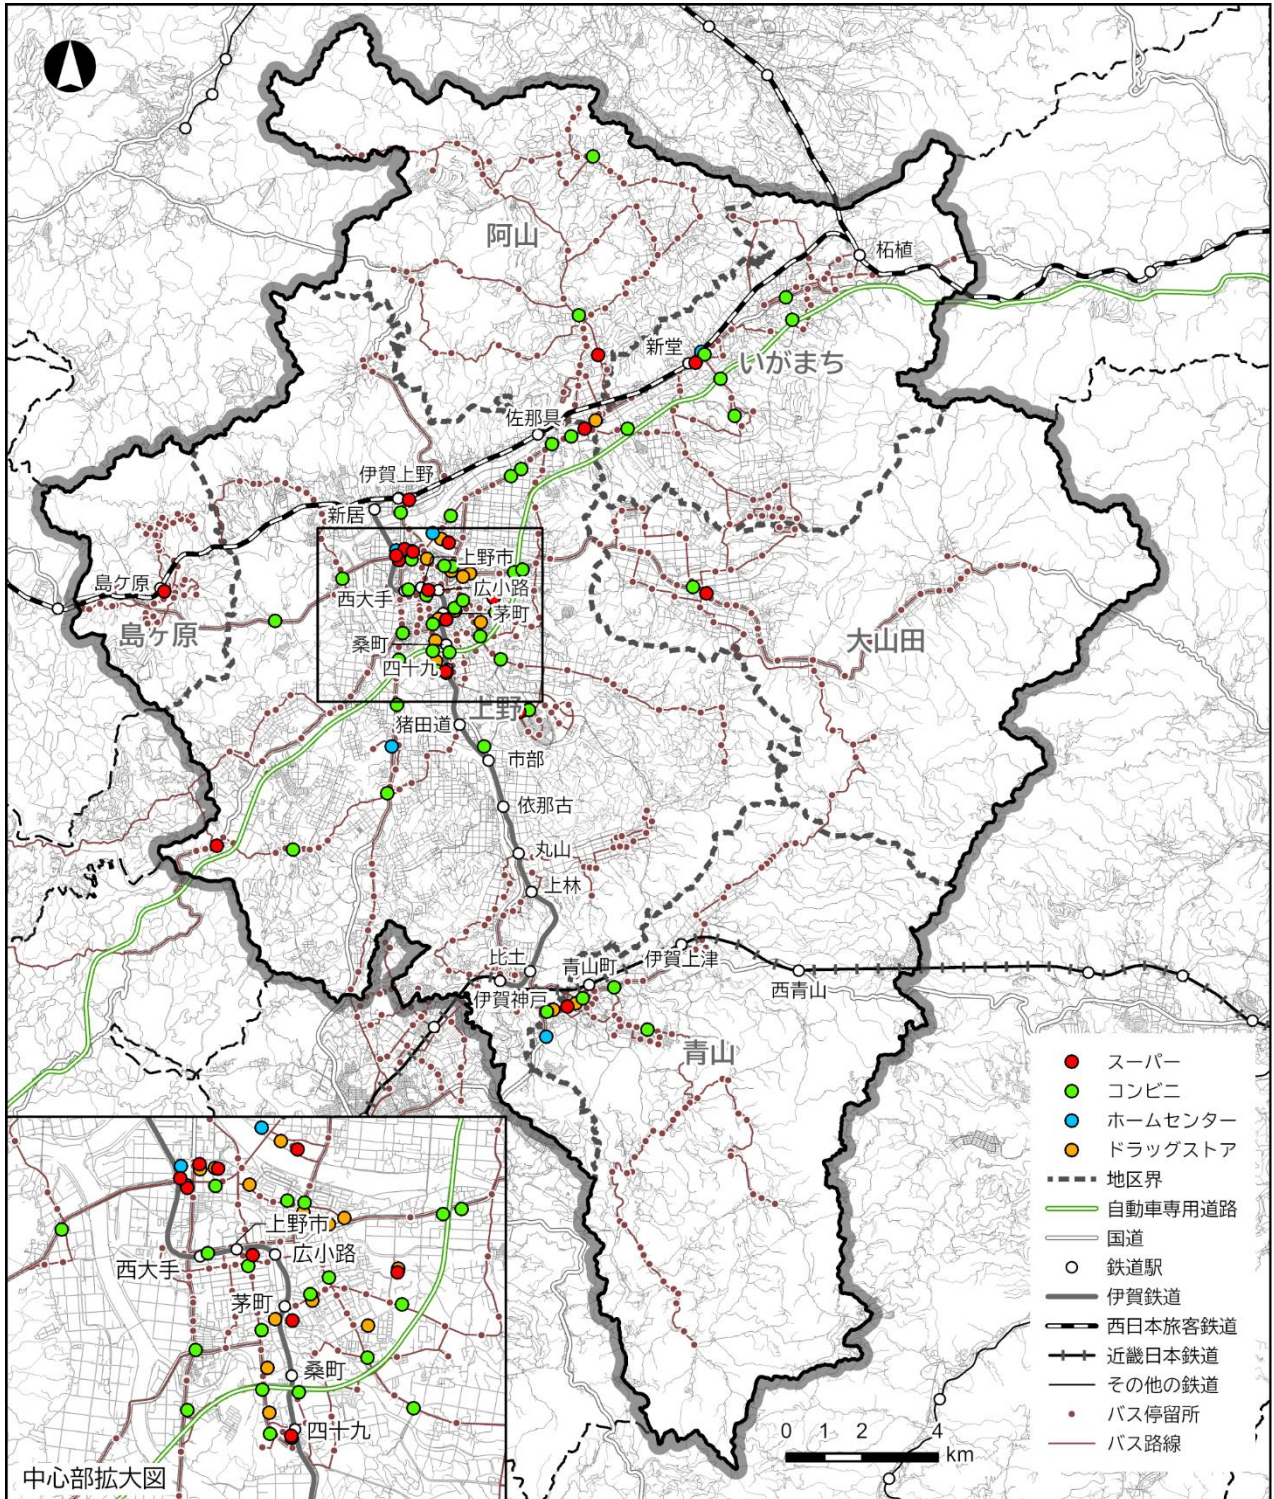 阿山
柘植
新堂
いがまち
佐那具
伊賀上野
新居
上野市
島ケ原
西大手
広小路
茅町
島ヶ原
桑町
大山田
四十九
上野
猪田道
市部
依那古
丸山
上林
比土
青山町
伊賀上津
西青山
伊賀神戸
青山
スーパー
コンビニ
ホームセンター
ドラッグストア
地区界
自動車専用道路
国道
鉄道駅
伊賀鉄道
西日本旅客鉄道
近畿日本鉄道
その他の鉄道
バス停留所
バス路線
0 1 2 4
km
上野市
西大手
広小路
茅町
桑町
四十九
中心部拡大図